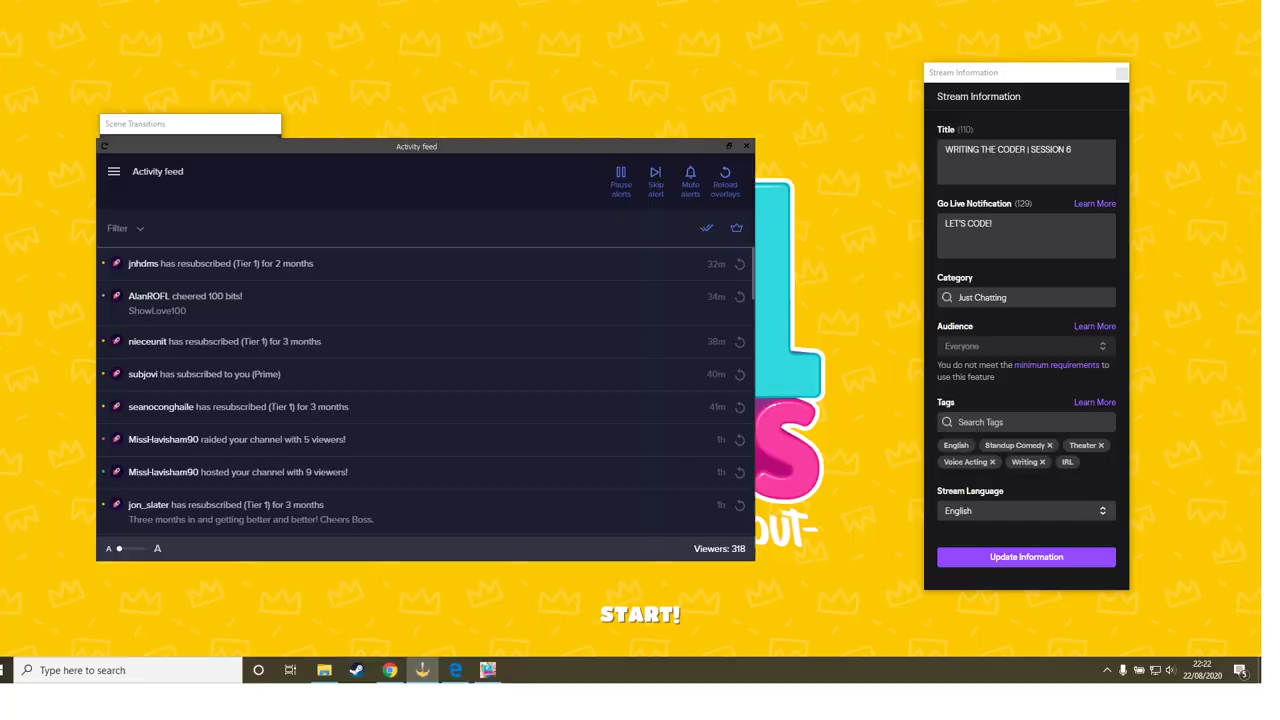 Scene Transitions
Activity feed
Activity feed
Pause alerts
Skip alert
Mute alerts
Reload overlays
Filter
jnhdms has resubscribed (Tier 1) for 2 months
32m
AlanROFL cheered 100 bits!
34m
ShowLove100
nieceunit has resubscribed (Tier 1) for 3 months
38m
subjovi has subscribed to you (Prime)
40m
seanoconghaile has resubscribed (Tier 1) for 3 months
41m
MissHavisham90 raided your channel with 5 viewers!
1h
MissHavisham90 hosted your channel with 9 viewers!
1h
jon_slater has resubscribed (Tier 1) for 3 months
1h
Three months in and getting better and better! Cheers Boss.
A A
Viewers: 318
Stream Information
Stream Information
Title (110)
WRITING THE CODER | SESSION 6
Go Live Notification (129) Learn More
LET'S CODE!
Category
Just Chatting
Audience Learn More
Everyone
You do not meet the minimum requirements to
use this feature
Tags Learn More
Search Tags
English Standup Comedy Theater
Voice Acting Writing IRL
Stream Language
English
Update Information
L
S
OUT-
START!
Type here to search
22:22
22/08/2020
5